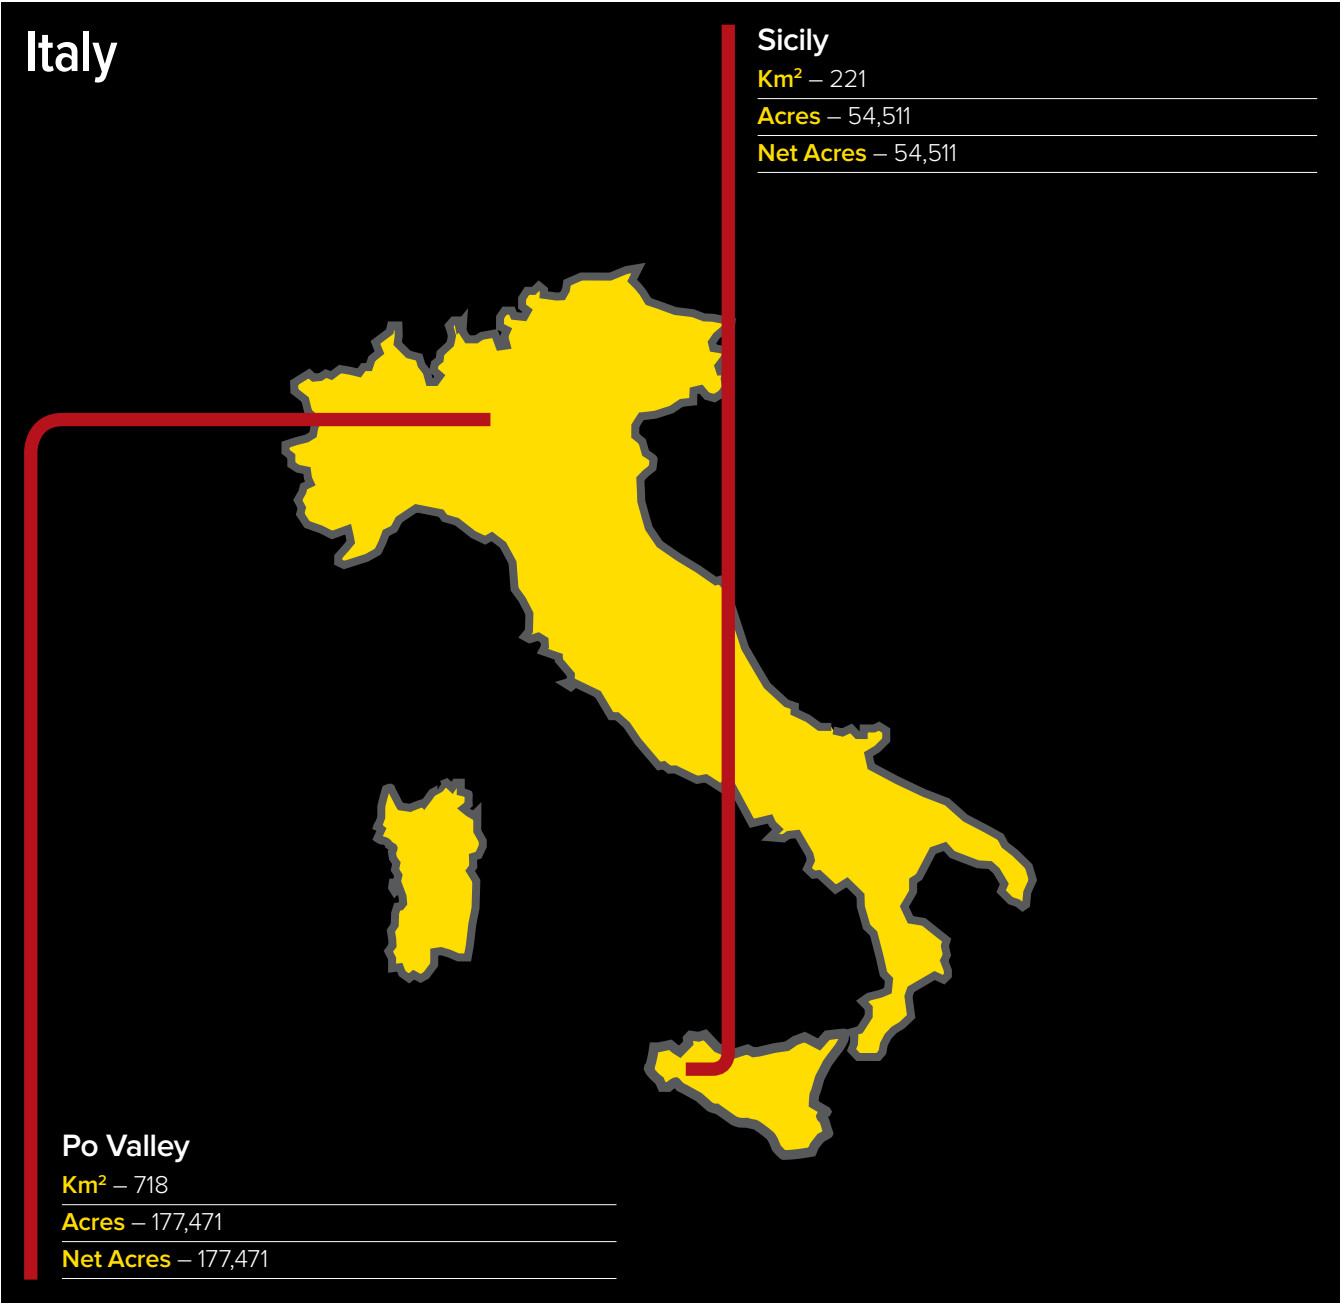 Italy
Sicily
Km² – 221
Acres – 54,511
Net Acres – 54,511
Po Valley
Km² – 718
Acres – 177,471
Net Acres – 177,471